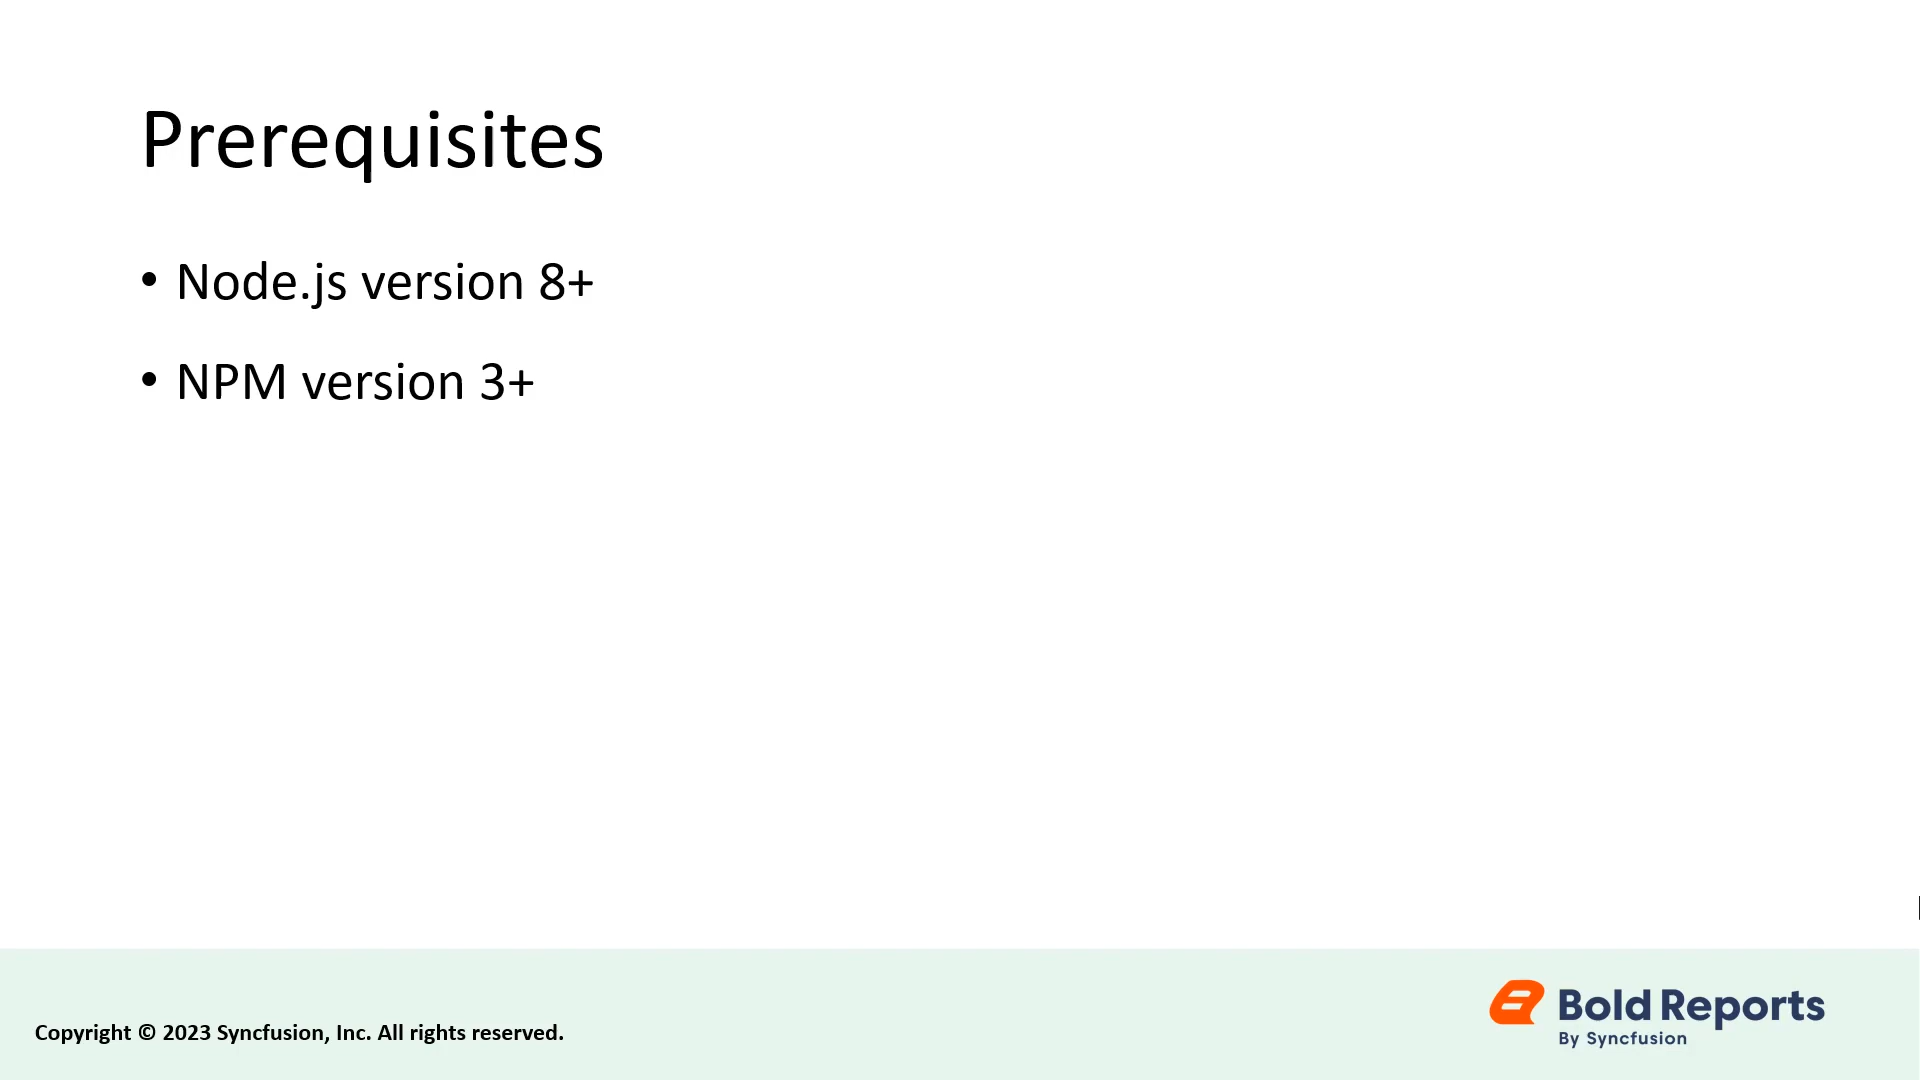 Prerequisites
• Node.js version 8+
• NPM version 3+
Copyright © 2023 Syncfusion, Inc. All rights reserved.
Bold Reports
By Syncfusion